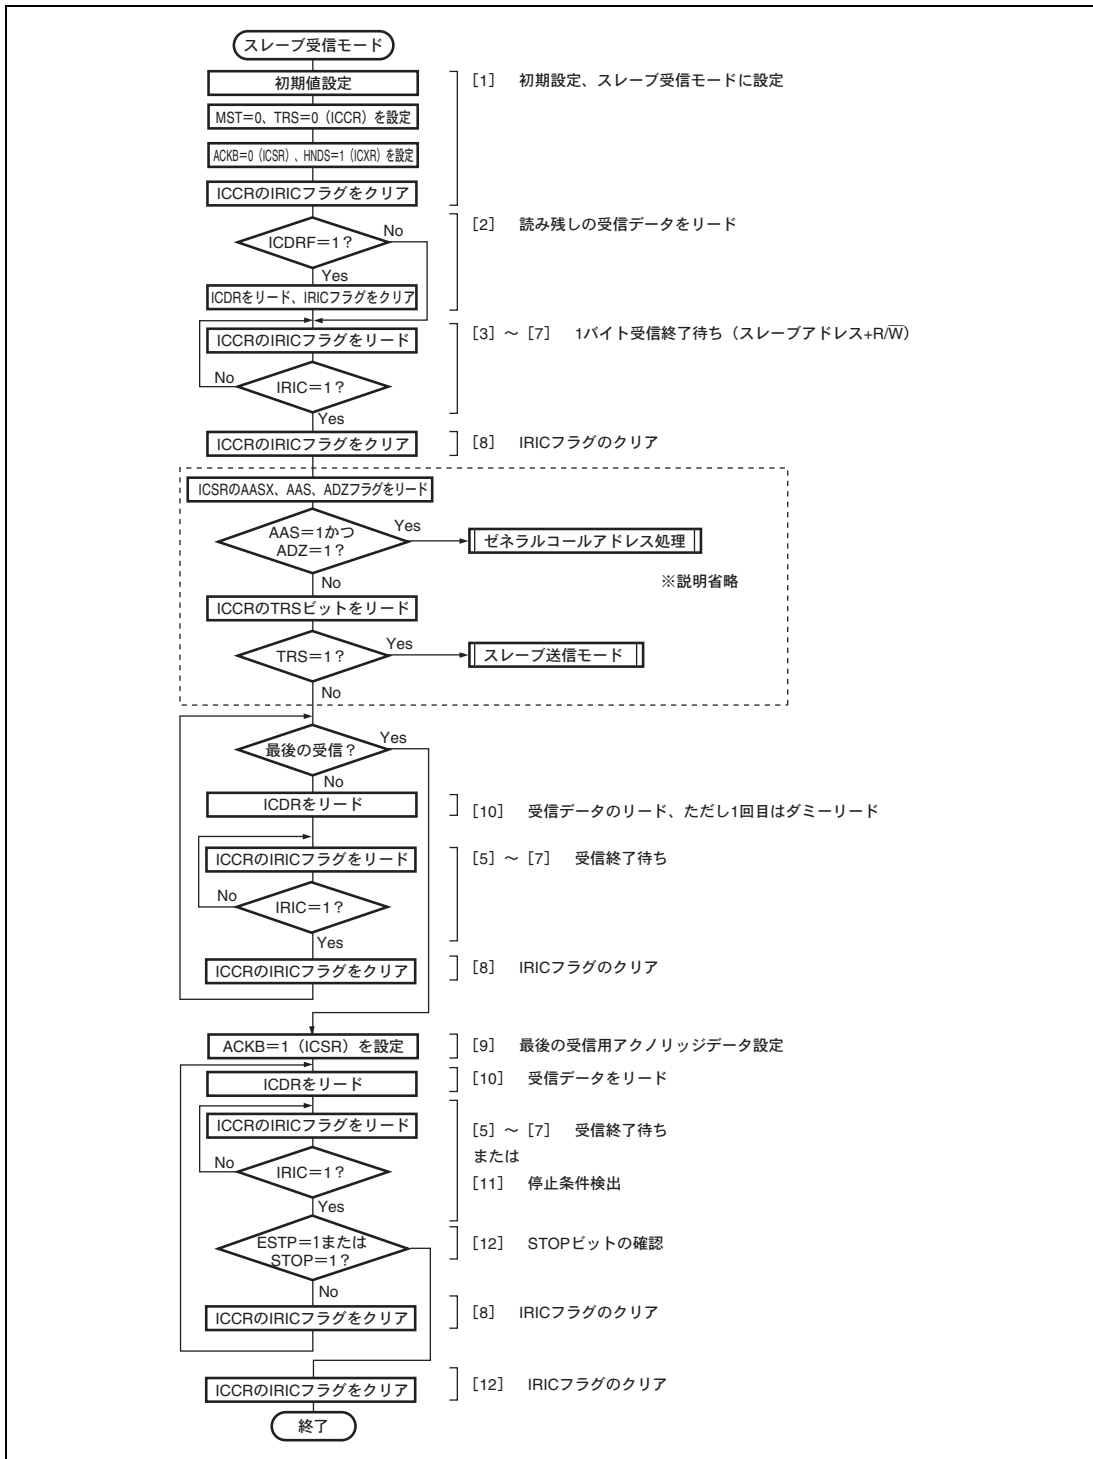 スレーブ受信モード
初期値設定
[1] 初期設定、スレーブ受信モードに設定
MST=0、TRS=0（ICCR）を設定
ACKB=0（ICSR）、HNDS=1（ICXR）を設定
ICCRのIRICフラグをクリア
[2] 読み残しの受信データをリード
ICDRF=1？
No
Yes
ICDRをリード、IRICフラグをクリア
ICCRのIRICフラグをリード
[3]～[7] 1バイト受信終了待ち（スレーブアドレス+R/W̅）
No
IRIC=1？
Yes
ICCRのIRICフラグをクリア
[8] IRICフラグのクリア
ICSRのAASX、AAS、ADZフラグをリード
AAS=1かつ
ADZ=1？
Yes
ゼネラルコールアドレス処理
※説明省略
No
ICCRのTRSビットをリード
TRS=1？
Yes
スレーブ送信モード
No
最後の受信？
Yes
No
ICDRをリード
[10] 受信データのリード、ただし1回目はダミーリード
ICCRのIRICフラグをリード
[5]～[7] 受信終了待ち
No
IRIC=1？
Yes
ICCRのIRICフラグをクリア
[8] IRICフラグのクリア
ACKB=1（ICSR）を設定
[9] 最後の受信用アクノリッジデータ設定
ICDRをリード
[10] 受信データをリード
ICCRのIRICフラグをリード
[5]～[7] 受信終了待ち
または
[11] 停止条件検出
No
IRIC=1？
Yes
ESTP=1または
STOP=1？
[12] STOPビットの確認
No
ICCRのIRICフラグをクリア
[8] IRICフラグのクリア
ICCRのIRICフラグをクリア
[12] IRICフラグのクリア
終了